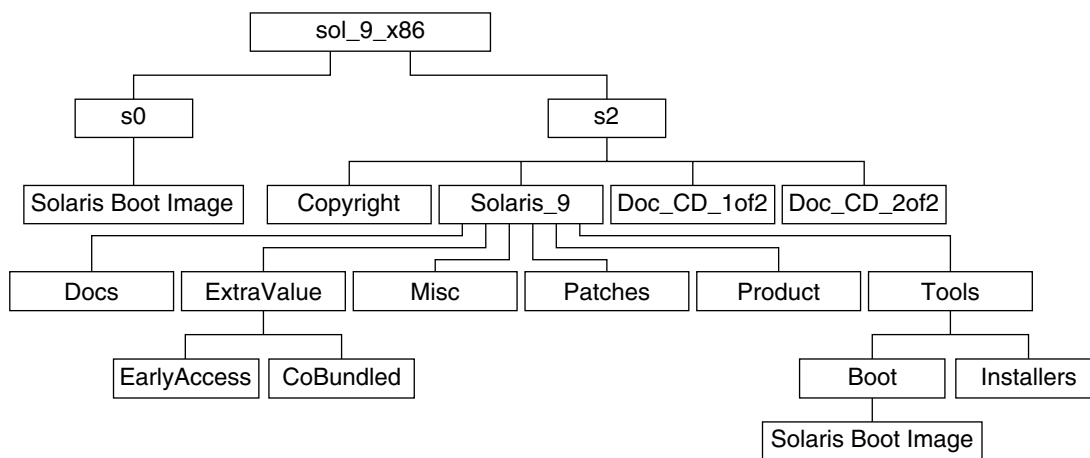 sol_9_x86
s0
s2
Solaris Boot Image
Copyright
Solaris_9
Doc_CD_1of2
Doc_CD_2of2
Docs
ExtraValue
Misc
Patches
Product
Tools
EarlyAccess
CoBundled
Boot
Installers
Solaris Boot Image